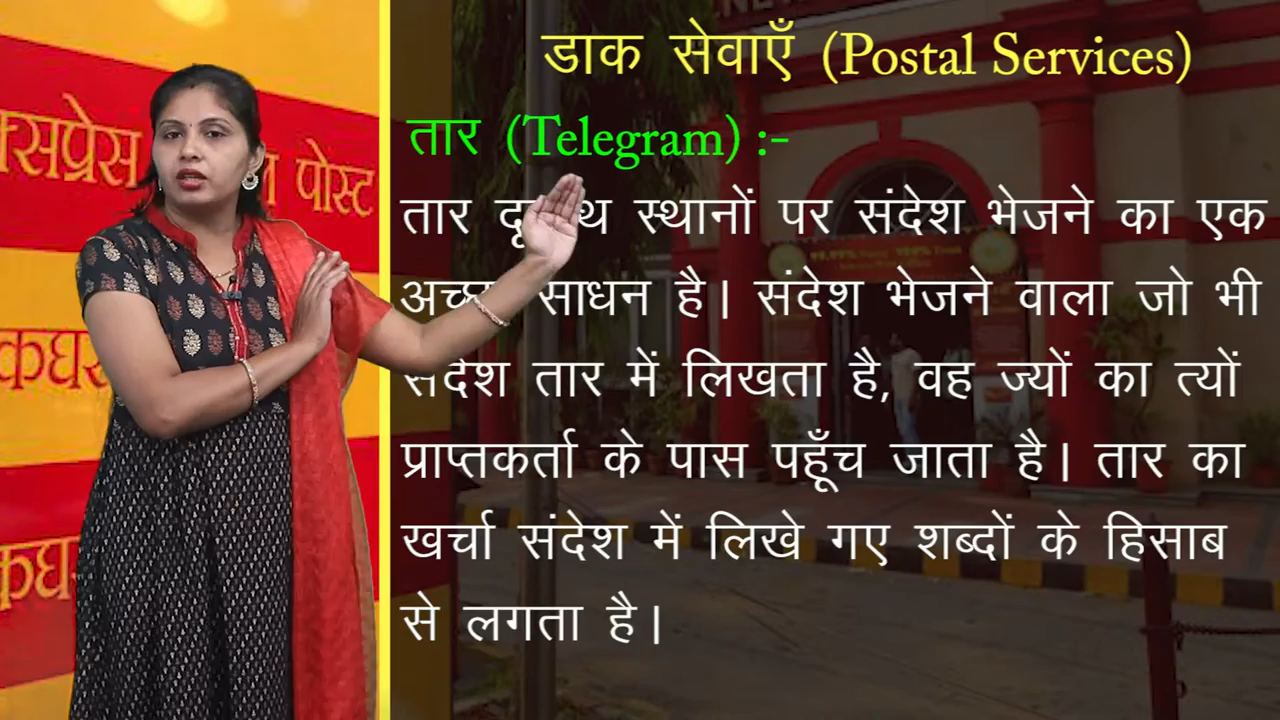 डाक सेवाएँ (Postal Services)
तार (Telegram) :-
तार स्थानों पर संदेश भेजने का एक
साधन है। संदेश भेजने वाला जो भी
संदेश तार में लिखता है, वह ज्यों का त्यों
प्राप्तकर्ता के पास पहुँच जाता है। तार का
खर्चा संदेश में लिखे गए शब्दों के हिसाब
से लगता है।
पोस्ट